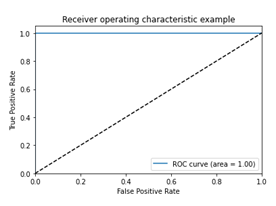 Receiver operating characteristic example
1.0
0.8
0.6
0.4
0.2
0.0
True Positive Rate
ROC curve (area = 1.00)
0.0 0.2 0.4 0.6 0.8 1.0
False Positive Rate